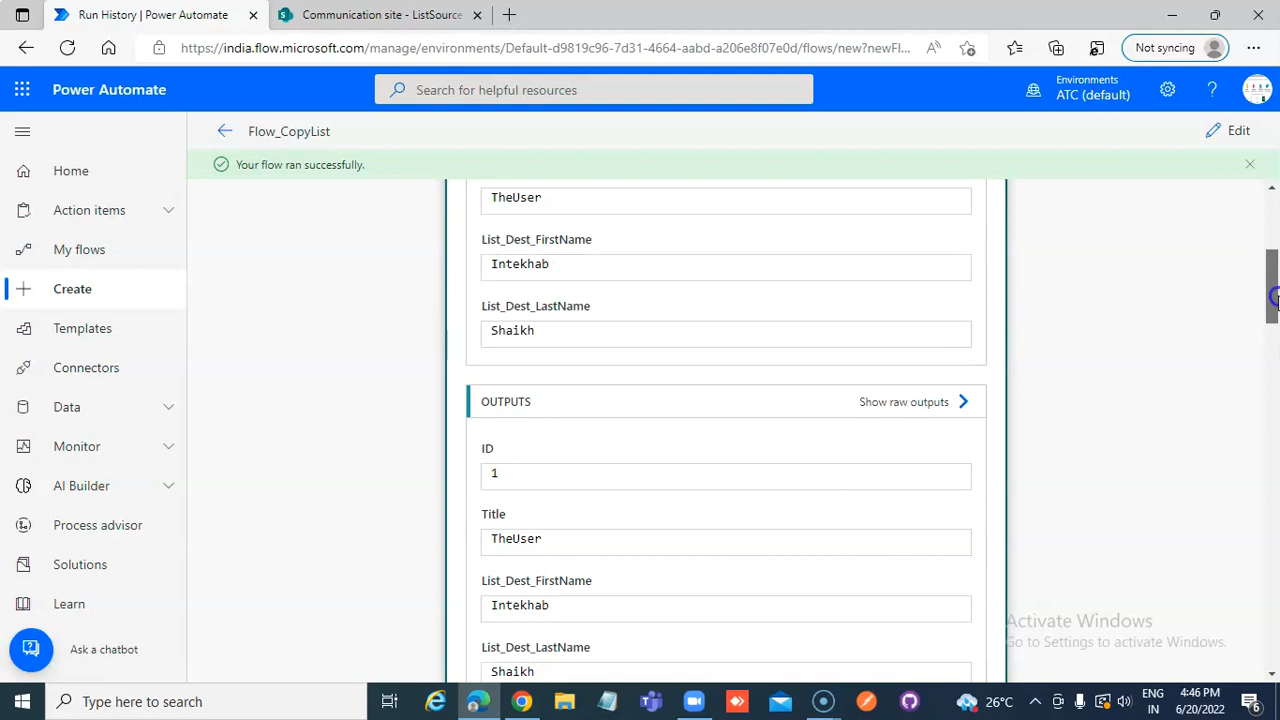 Run History | Power Automate
Communication site - ListSource
https://india.flow.microsoft.com/manage/environments/Default-d9819c96-7d31-4664-aabd-a206e8f07e0d/flows/new?newFl...
Not syncing
Power Automate
Search for helpful resources
Environments
ATC (default)
Flow_CopyList
Edit
Your flow ran successfully.
Home
Action items
My flows
Create
Templates
Connectors
Data
Monitor
AI Builder
Process advisor
Solutions
Learn
Ask a chatbot
TheUser
List_Dest_FirstName
Intekhab
List_Dest_LastName
Shaikh
OUTPUTS
Show raw outputs
ID
1
Title
TheUser
List_Dest_FirstName
Intekhab
List_Dest_LastName
Shaikh
Activate Windows
Go to Settings to activate Windows.
Type here to search
26°C
ENG
IN
4:46 PM
6/20/2022
6